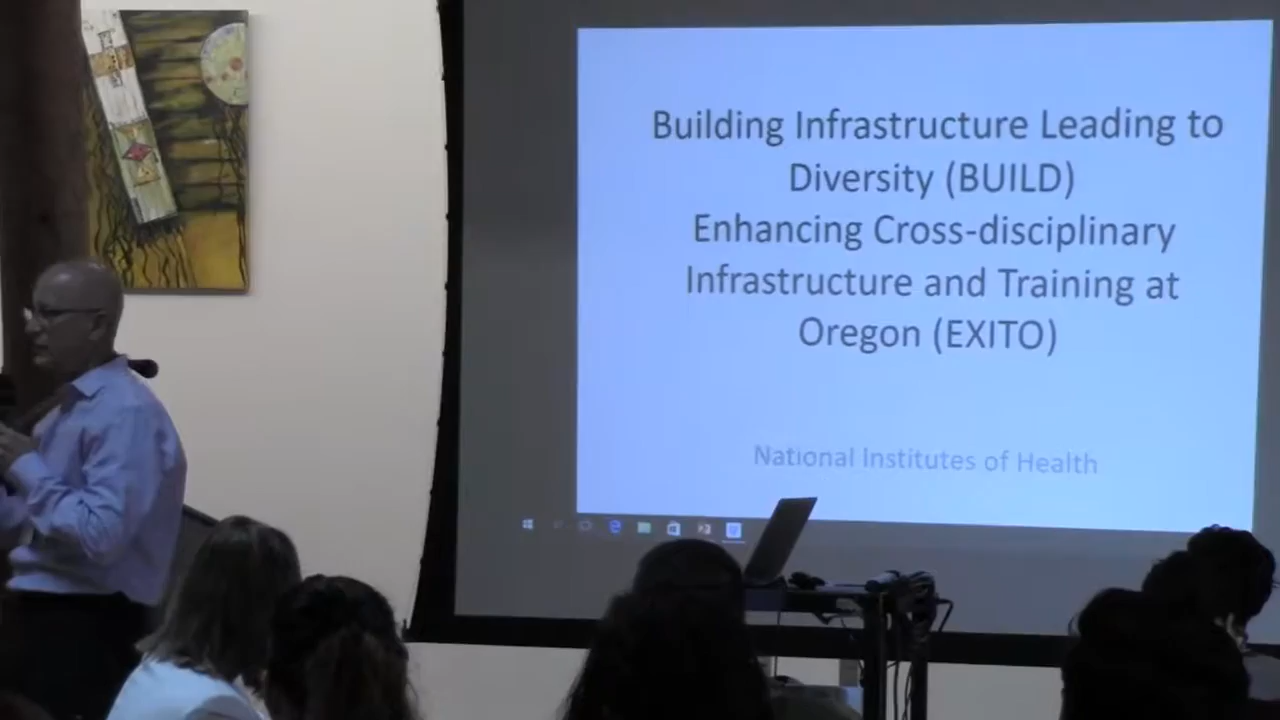 Building Infrastructure Leading to
Diversity (BUILD)
Enhancing Cross-disciplinary
Infrastructure and Training at
Oregon (EXITO)
National Institutes of Health